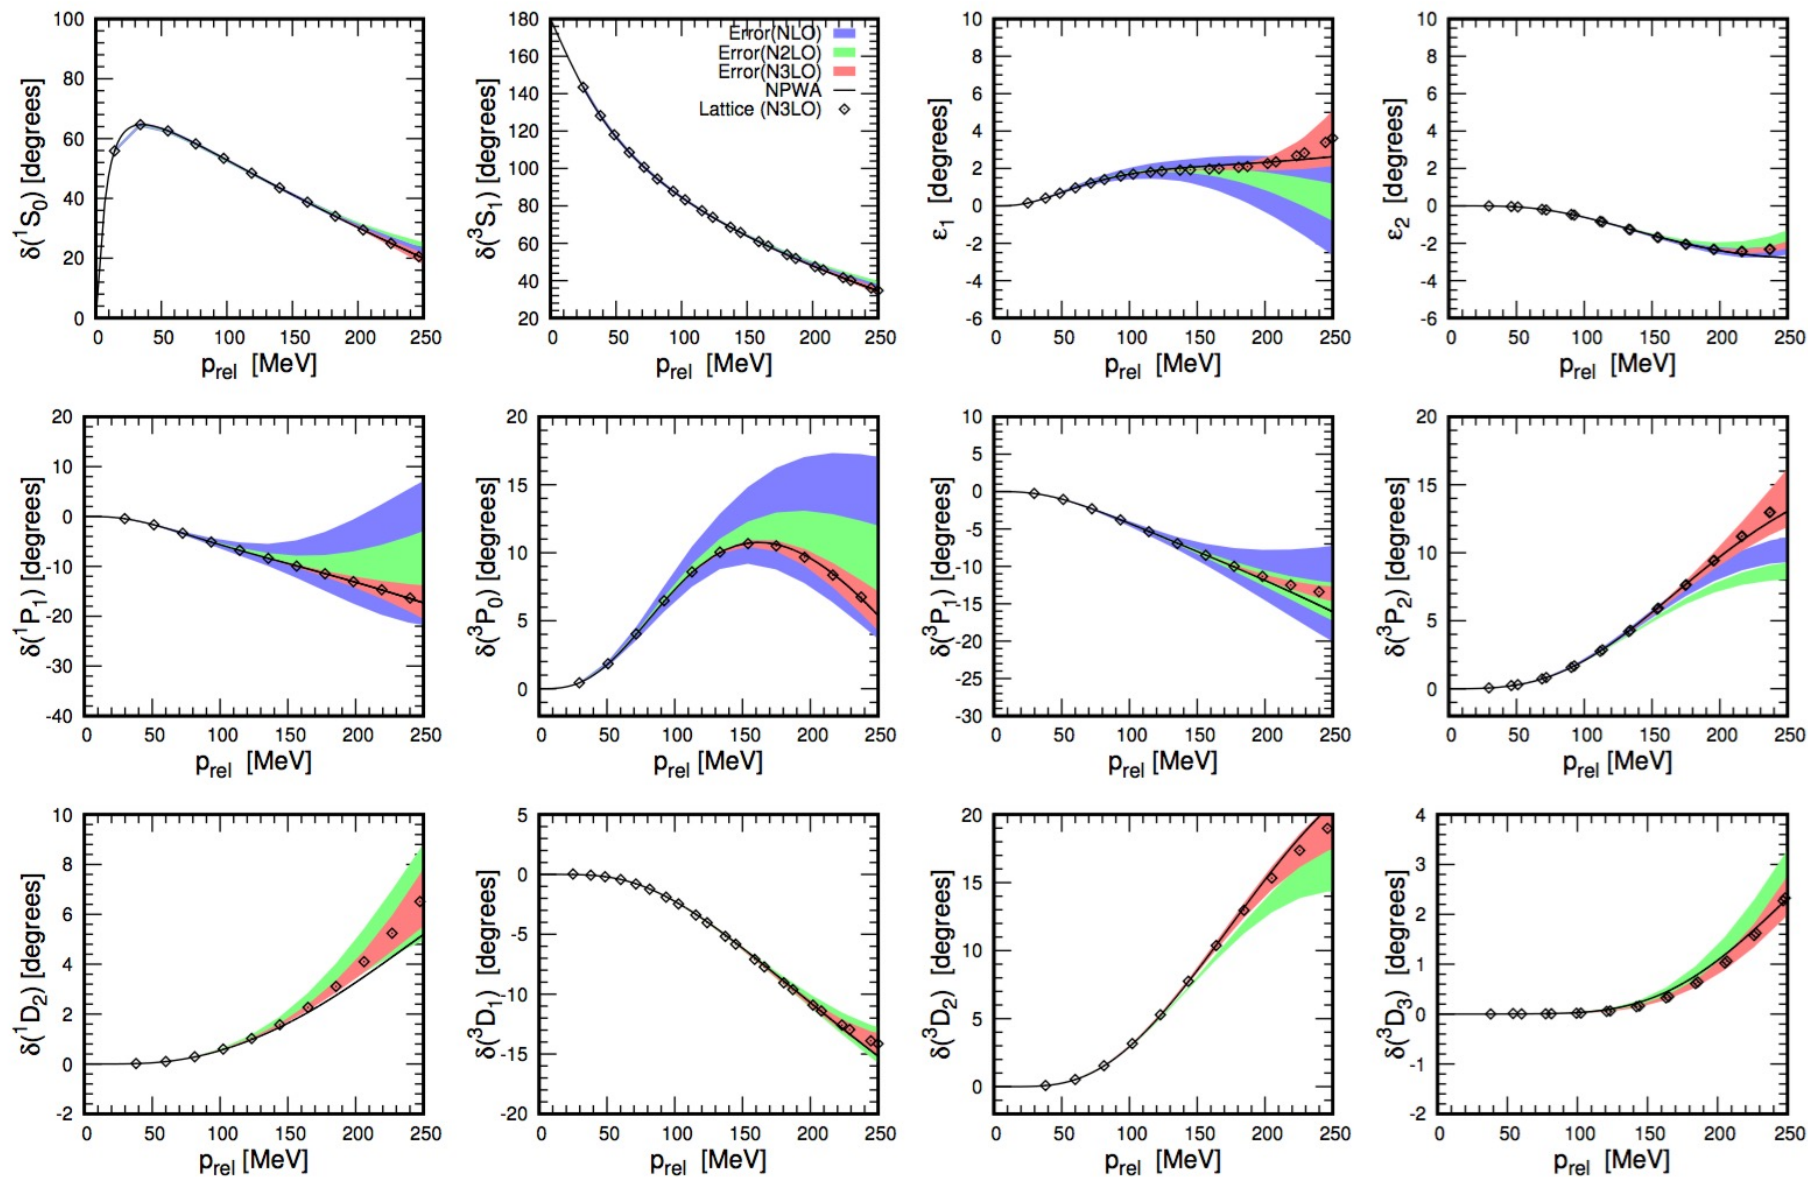 100
80
60
40
20
0
0 50 100 150 200 250
δ(¹S₀) [degrees]
p_rel [MeV]
180
160
140
120
100
80
60
40
20
0 50 100 150 200 250
δ(³S₁) [degrees]
p_rel [MeV]
Error(NLO)
Error(N2LO)
Error(N3LO)
NPWA
Lattice (N3LO)
10
8
6
4
2
0
-2
-4
-6
0 50 100 150 200 250
ε₁ [degrees]
p_rel [MeV]
10
8
6
4
2
0
-2
-4
-6
0 50 100 150 200 250
ε₂ [degrees]
p_rel [MeV]
20
10
0
-10
-20
-30
-40
0 50 100 150 200 250
δ(¹P₁) [degrees]
p_rel [MeV]
20
15
10
5
0
0 50 100 150 200 250
δ(³P₀) [degrees]
p_rel [MeV]
10
5
0
-5
-10
-15
-20
-25
-30
0 50 100 150 200 250
δ(³P₁) [degrees]
p_rel [MeV]
20
15
10
5
0
0 50 100 150 200 250
δ(³P₂) [degrees]
p_rel [MeV]
10
8
6
4
2
0
-2
0 50 100 150 200 250
δ(¹D₂) [degrees]
p_rel [MeV]
5
0
-5
-10
-15
-20
0 50 100 150 200 250
δ(³D₁) [degrees]
p_rel [MeV]
20
15
10
5
0
0 50 100 150 200 250
δ(³D₂) [degrees]
p_rel [MeV]
4
3
2
1
0
-1
-2
0 50 100 150 200 250
δ(³D₃) [degrees]
p_rel [MeV]